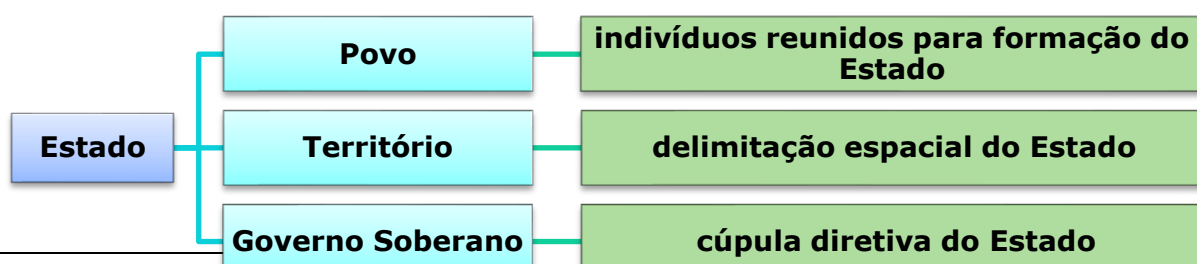 Estado
Povo
indivíduos reunidos para formação do
Estado
Território
delimitação espacial do Estado
Governo Soberano
cúpula diretiva do Estado